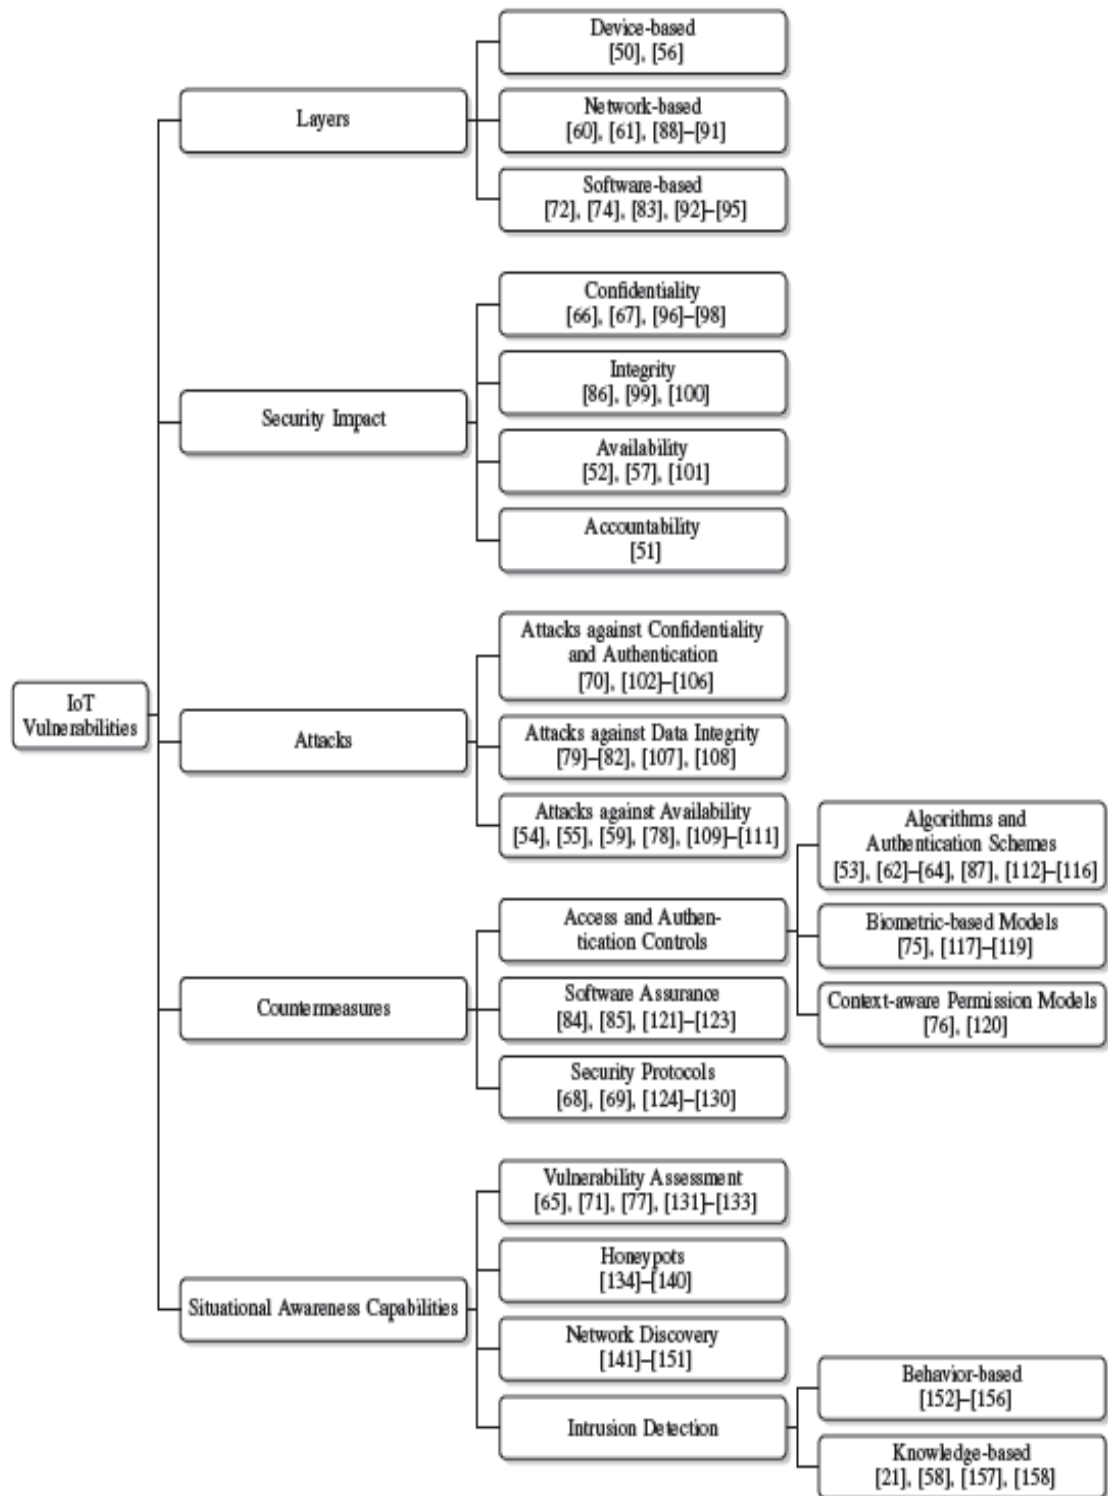 Device-based
[50], [56]
Layers
Network-based
[60], [61], [88]–[91]
Software-based
[72], [74], [83], [92]–[95]
Confidentiality
[66], [67], [96]–[98]
Integrity
[86], [99], [100]
Security Impact
Availability
[52], [57], [101]
Accountability
[51]
Attacks against Confidentiality
and Authentication
[70], [102]–[106]
IoT
Vulnerabilities
Attacks
Attacks against Data Integrity
[79]–[82], [107], [108]
Attacks against Availability
[54], [55], [59], [78], [109]–[111]
Algorithms and
Authentication Schemes
[53], [62]–[64], [87], [112]–[116]
Access and Authen-
tication Controls
Biometric-based Models
[75], [117]–[119]
Countermeasures
Software Assurance
[84], [85], [121]–[123]
Context-aware Permission Models
[76], [120]
Security Protocols
[68], [69], [124]–[130]
Vulnerability Assessment
[65], [71], [77], [131]–[133]
Honeypots
[134]–[140]
Situational Awareness Capabilities
Network Discovery
[141]–[151]
Behavior-based
[152]–[156]
Intrusion Detection
Knowledge-based
[21], [58], [157], [158]